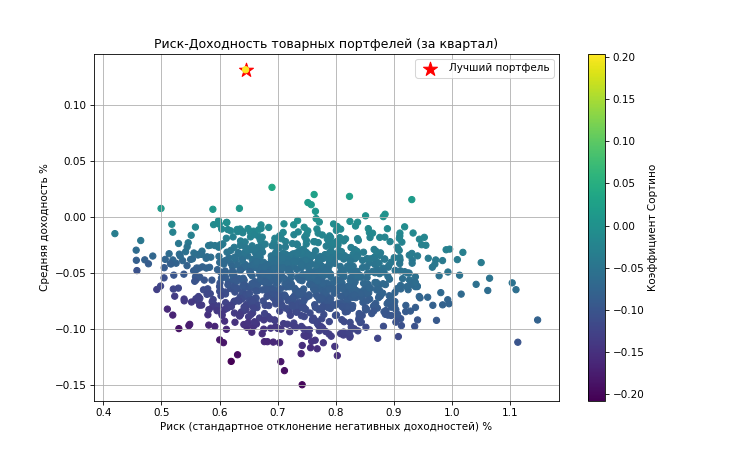 Риск-Доходность товарных портфелей (за квартал)
Лучший портфель
Средняя доходность %
0.10
0.05
0.00
−0.05
−0.10
−0.15
0.4 0.5 0.6 0.7 0.8 0.9 1.0 1.1
Риск (стандартное отклонение негативных доходностей) %
0.20
0.15
0.10
0.05
0.00
−0.05
−0.10
−0.15
−0.20
Коэффициент Сортино